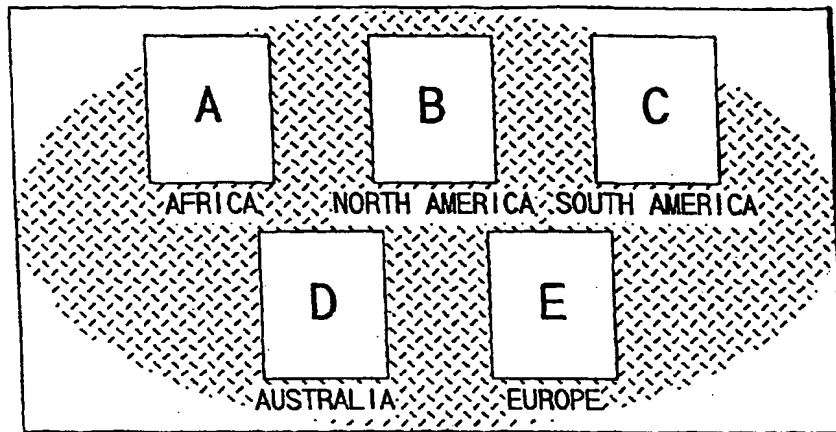 A B C
AFRICA NORTH AMERICA SOUTH AMERICA
D E
AUSTRALIA EUROPE